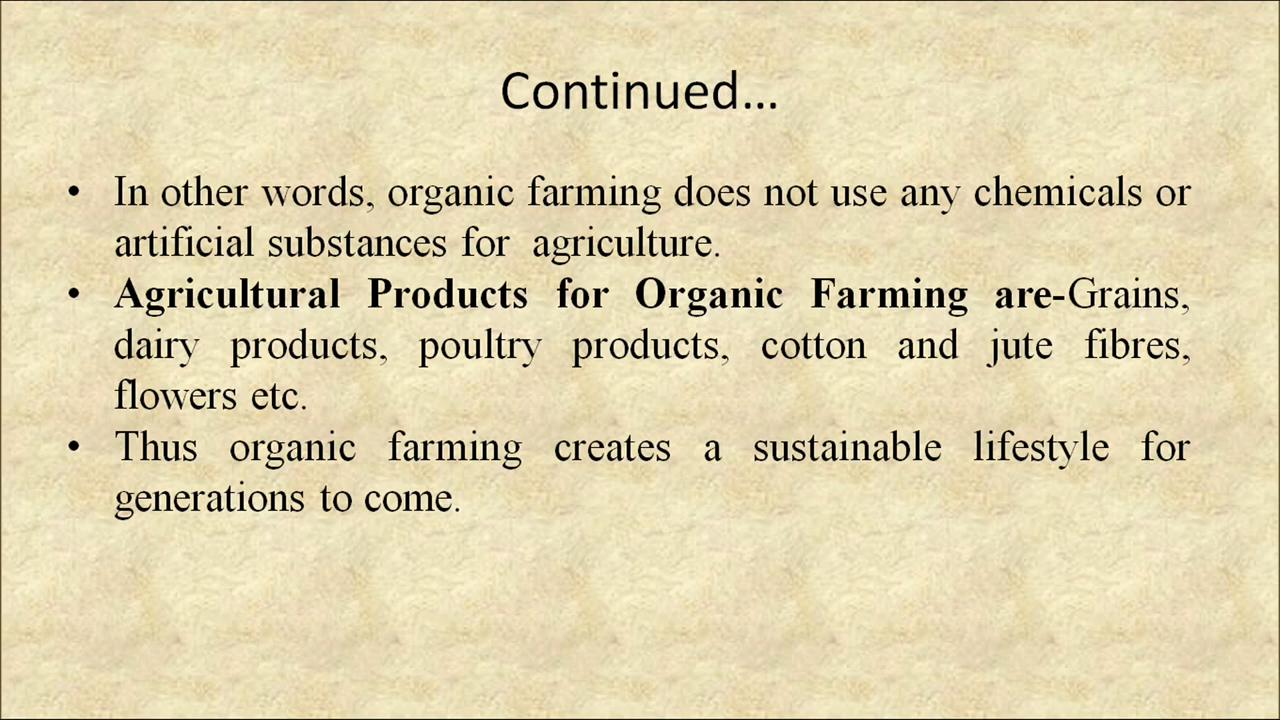 Continued…
• In other words, organic farming does not use any chemicals or
artificial substances for  agriculture.
• Agricultural Products for Organic Farming are-Grains,
dairy products, poultry products, cotton and jute fibres,
flowers etc.
• Thus organic farming creates a sustainable lifestyle for
generations to come.